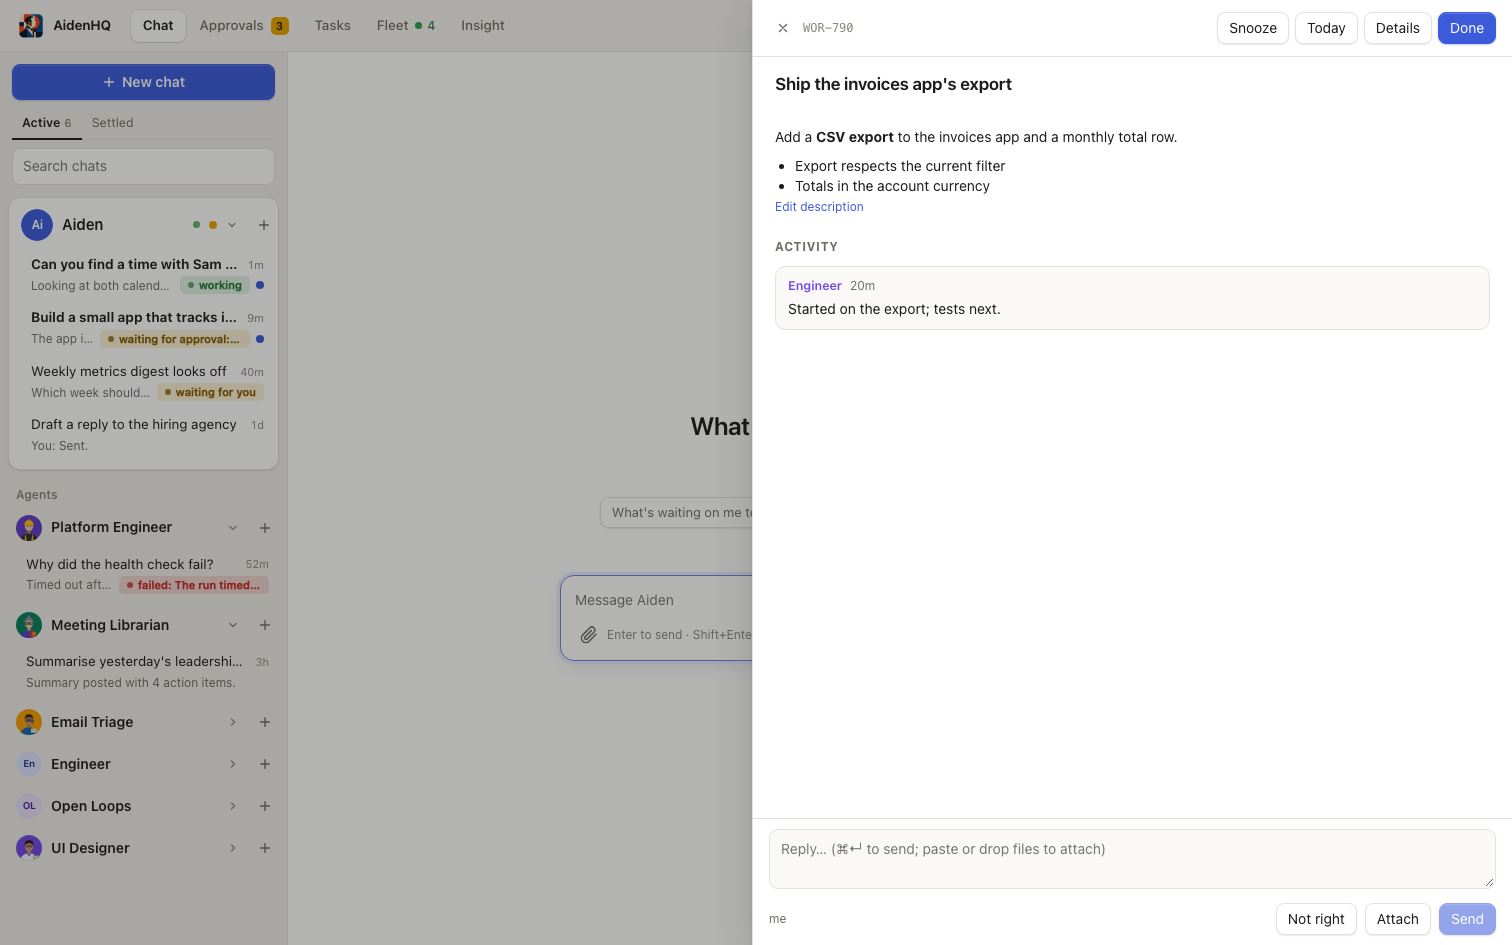 AidenHQ
Chat
Approvals 3
Tasks
Fleet 4
Insight
+ New chat
Active 6
Settled
Search chats
Ai Aiden
Can you find a time with Sam ... 1m
Looking at both calend... working
Build a small app that tracks i... 9m
The app i... waiting for approval:...
Weekly metrics digest looks off 40m
Which week should... waiting for you
Draft a reply to the hiring agency 1d
You: Sent.
Agents
Platform Engineer
Why did the health check fail? 52m
Timed out aft... failed: The run timed...
Meeting Librarian
Summarise yesterday's leadershi... 3h
Summary posted with 4 action items.
Email Triage
En Engineer
OL Open Loops
UI Designer
What
What's waiting on me
Message Aiden
Enter to send · Shift+Ente
WOR-790
Snooze
Today
Details
Done
Ship the invoices app's export
Add a CSV export to the invoices app and a monthly total row.
• Export respects the current filter
• Totals in the account currency
Edit description
ACTIVITY
Engineer 20m
Started on the export; tests next.
Reply... (⌘↵ to send; paste or drop files to attach)
me
Not right
Attach
Send